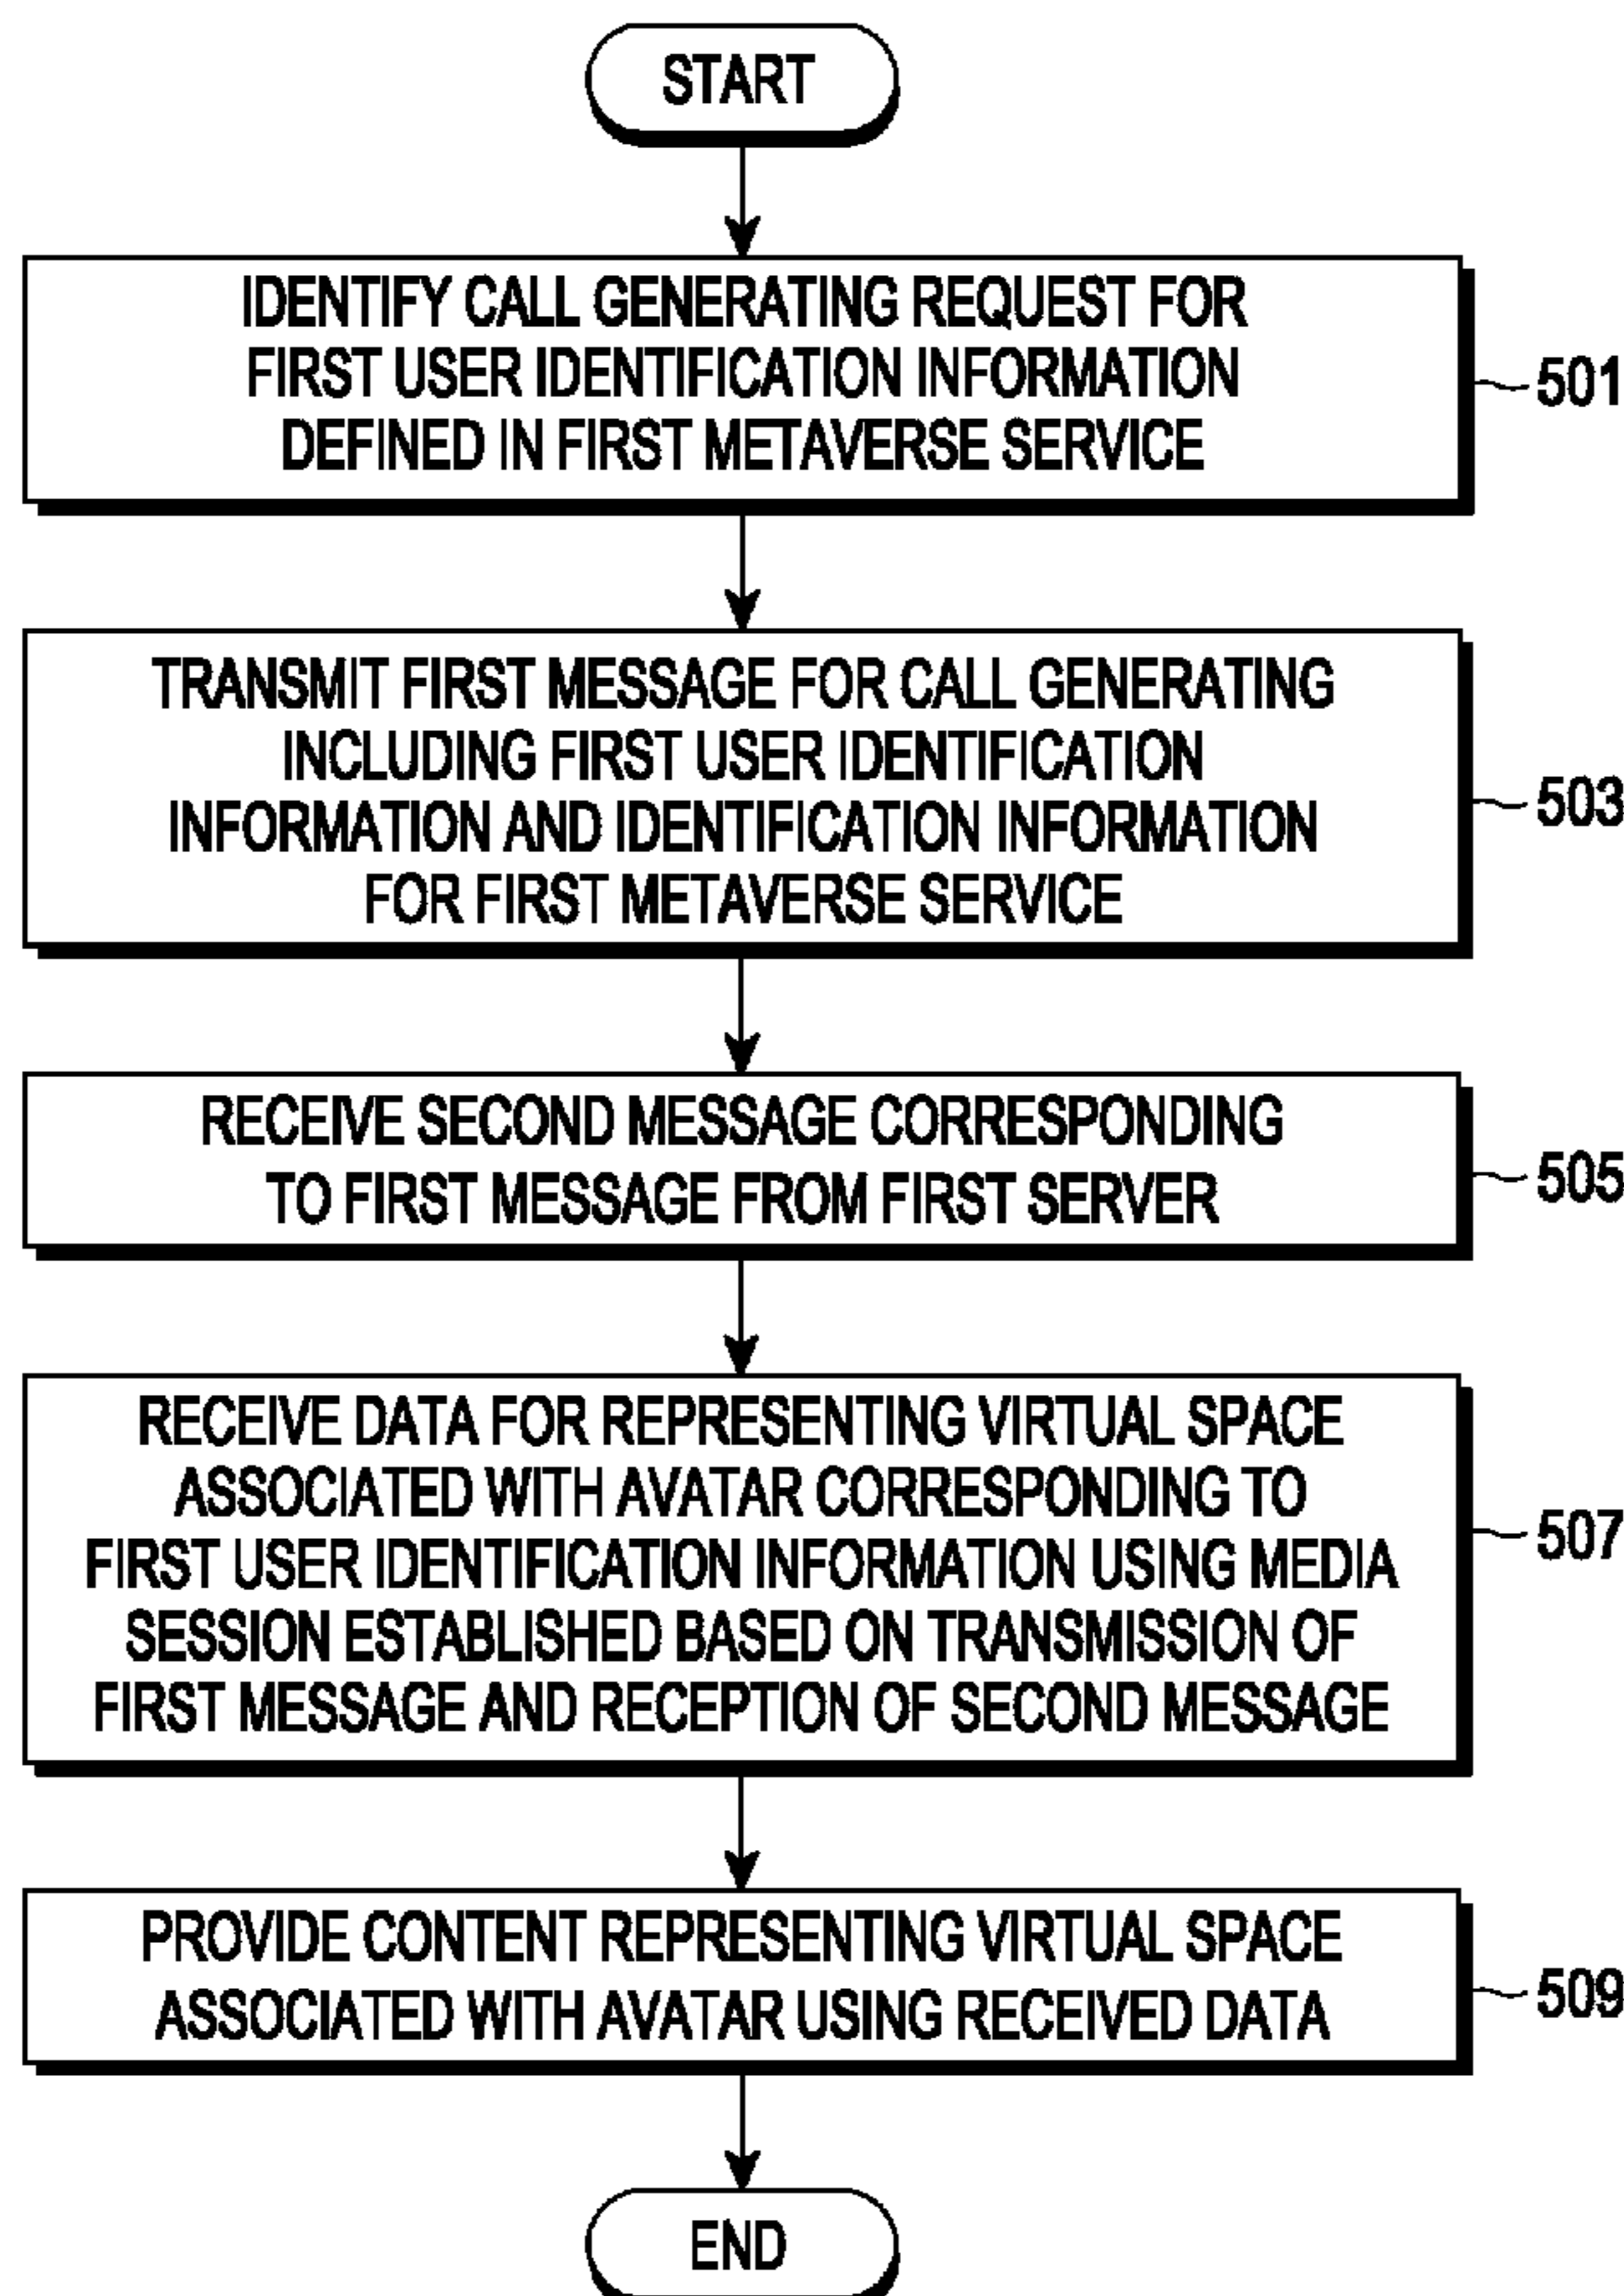 START
IDENTIFY CALL GENERATING REQUEST FOR
FIRST USER IDENTIFICATION INFORMATION
DEFINED IN FIRST METAVERSE SERVICE
501
TRANSMIT FIRST MESSAGE FOR CALL GENERATING
INCLUDING FIRST USER IDENTIFICATION
INFORMATION AND IDENTIFICATION INFORMATION
FOR FIRST METAVERSE SERVICE
503
RECEIVE SECOND MESSAGE CORRESPONDING
TO FIRST MESSAGE FROM FIRST SERVER
505
RECEIVE DATA FOR REPRESENTING VIRTUAL SPACE
ASSOCIATED WITH AVATAR CORRESPONDING TO
FIRST USER IDENTIFICATION INFORMATION USING MEDIA
SESSION ESTABLISHED BASED ON TRANSMISSION OF
FIRST MESSAGE AND RECEPTION OF SECOND MESSAGE
507
PROVIDE CONTENT REPRESENTING VIRTUAL SPACE
ASSOCIATED WITH AVATAR USING RECEIVED DATA
509
END